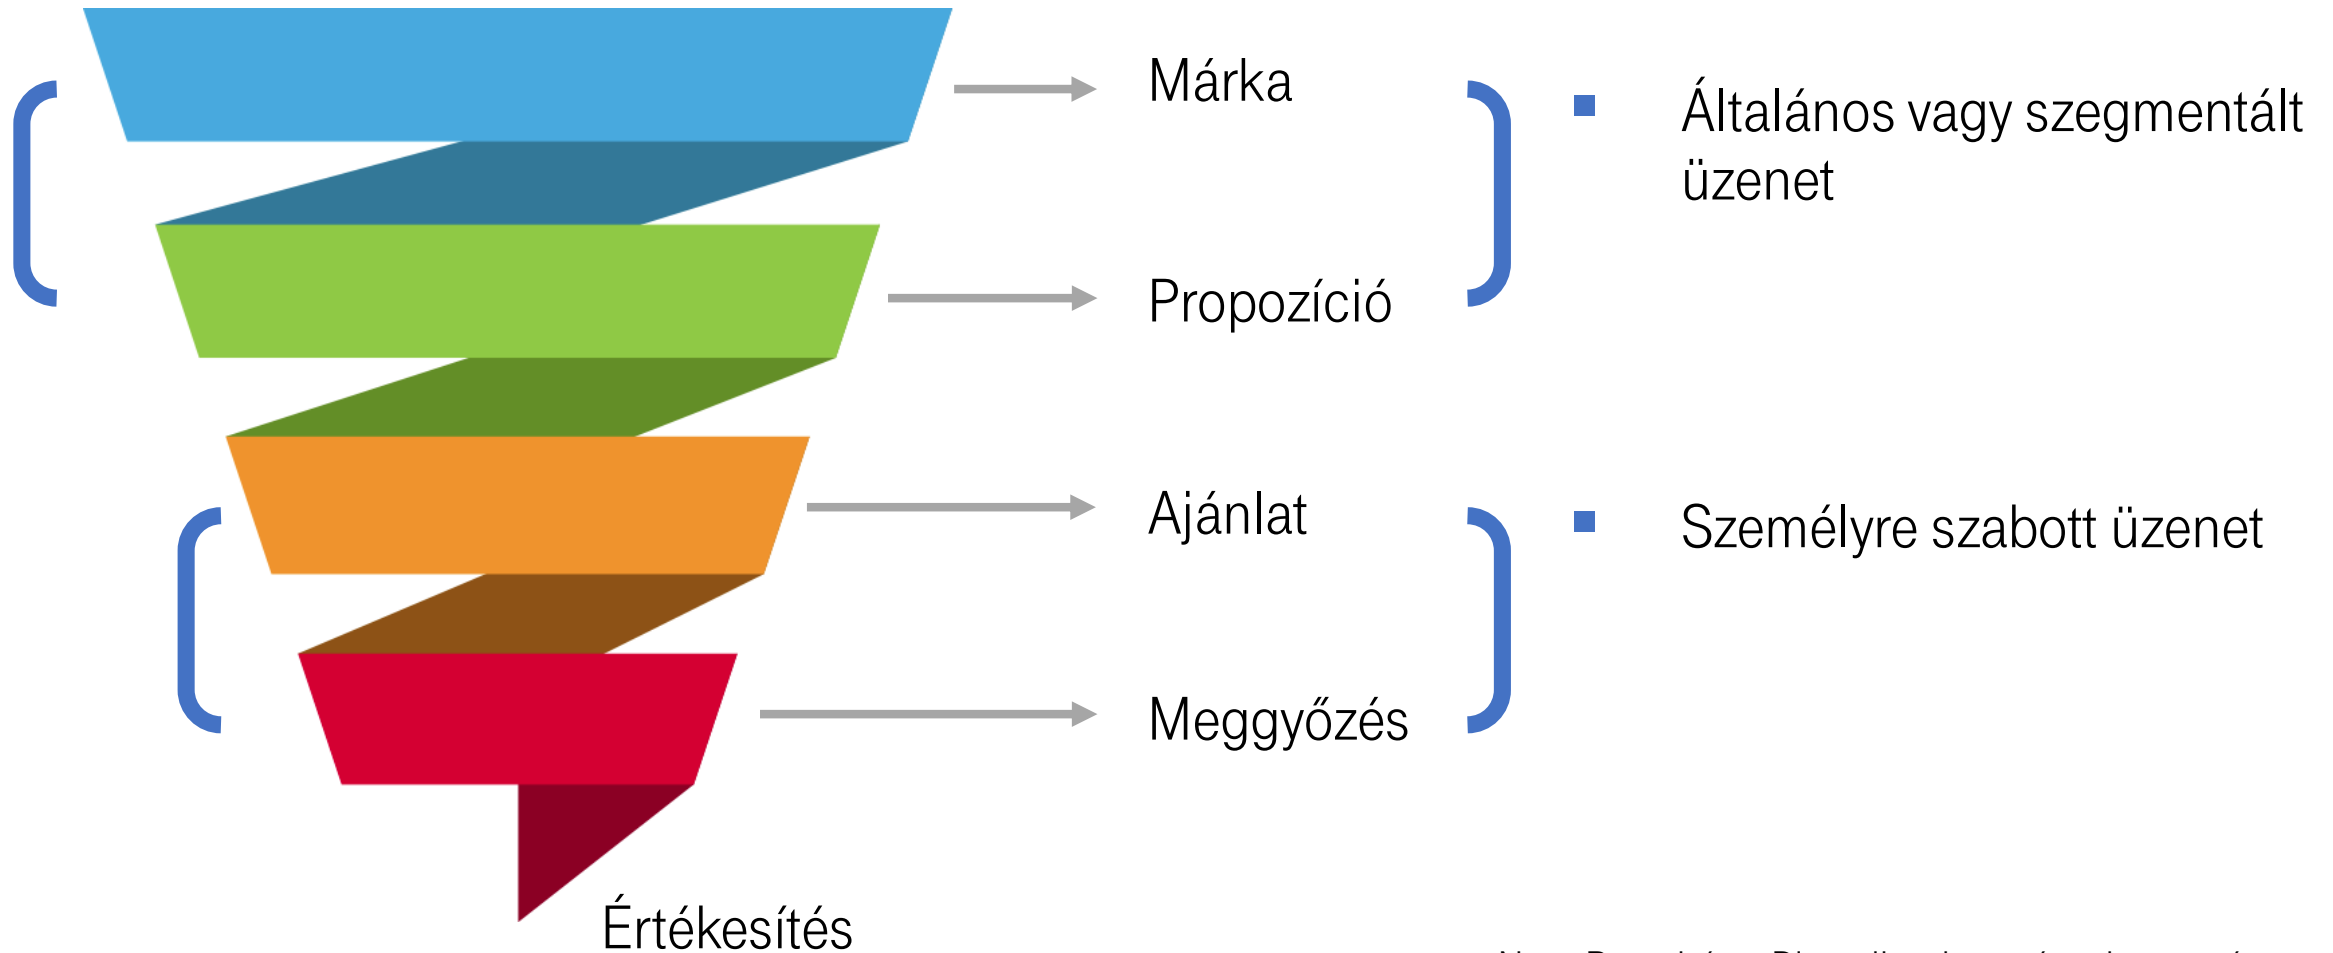 Márka
Általános vagy szegmentált
üzenet
Propozíció
Ajánlat
Személyre szabott üzenet
Meggyőzés
Értékesítés